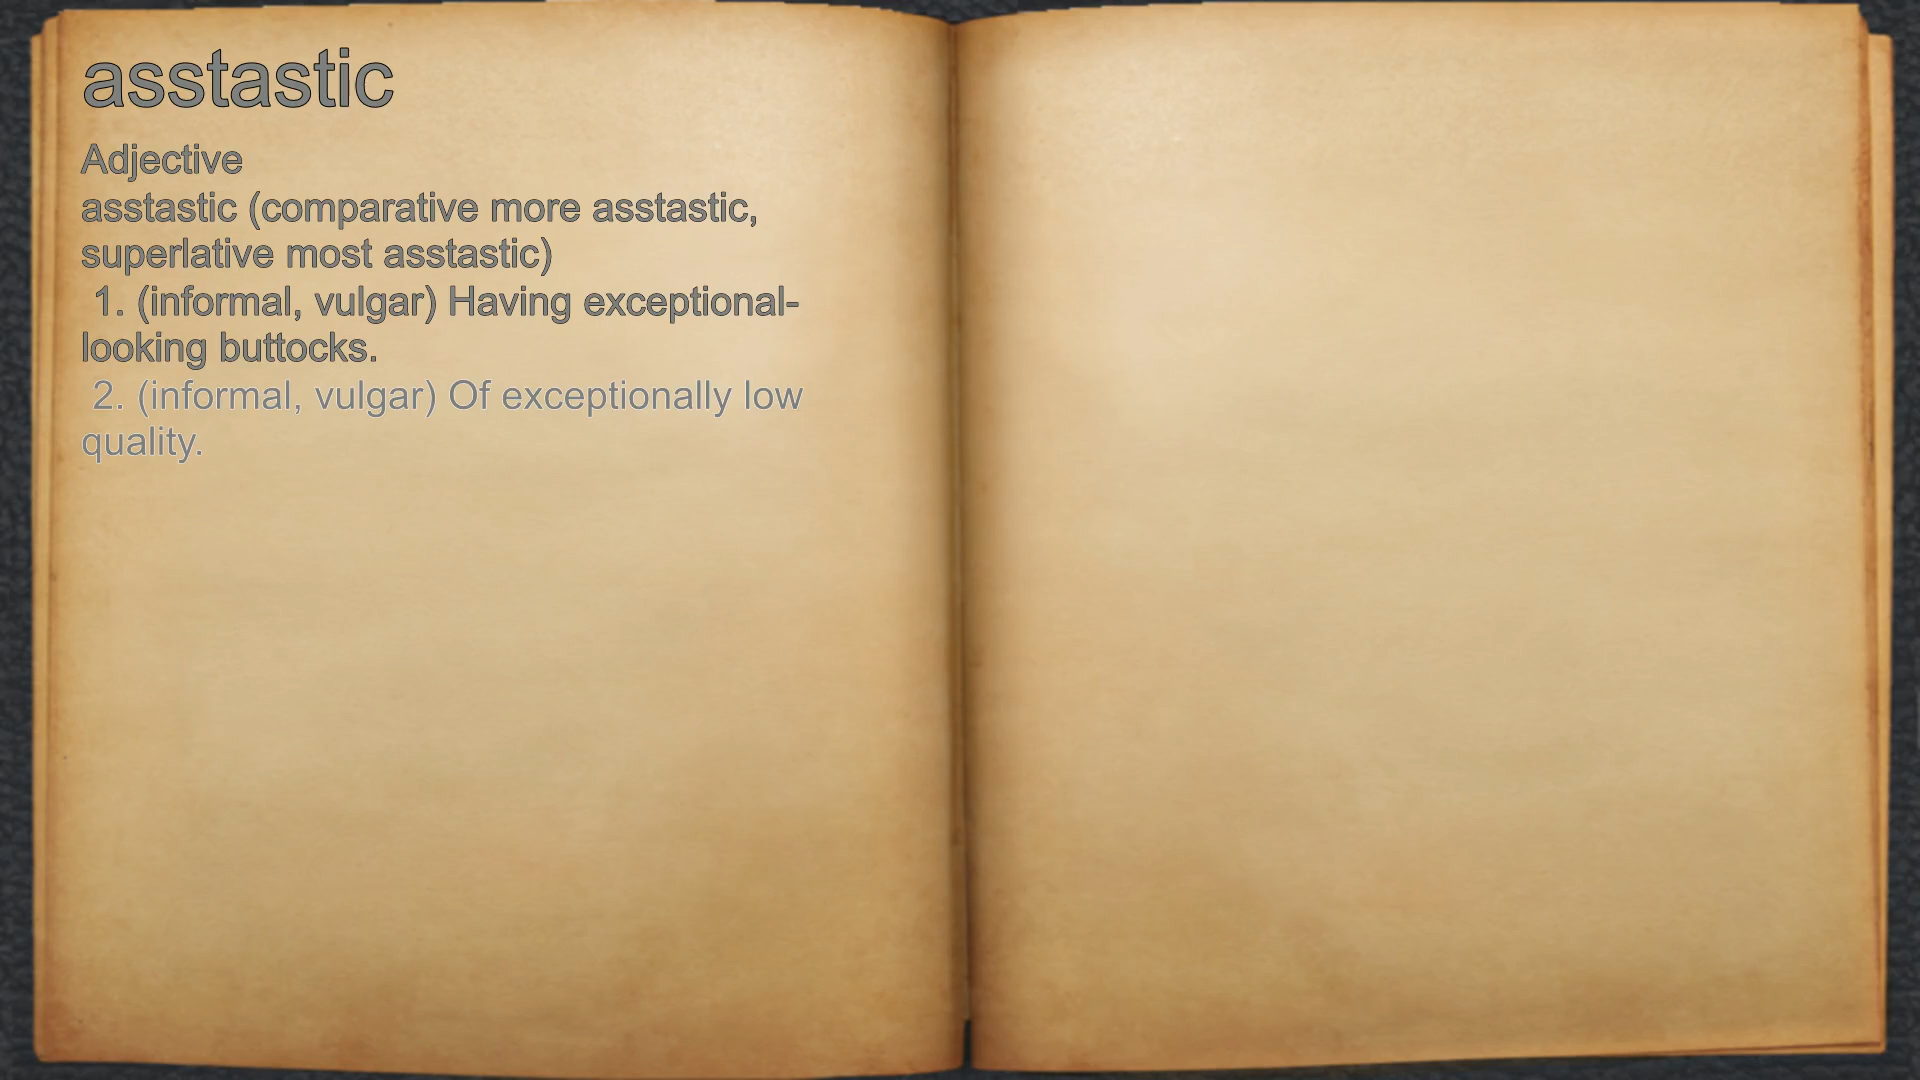 asstastic
Adjective
asstastic (comparative more asstastic,
superlative most asstastic)
1. (informal, vulgar) Having exceptional-
looking buttocks.
2. (informal, vulgar) Of exceptionally low
quality.